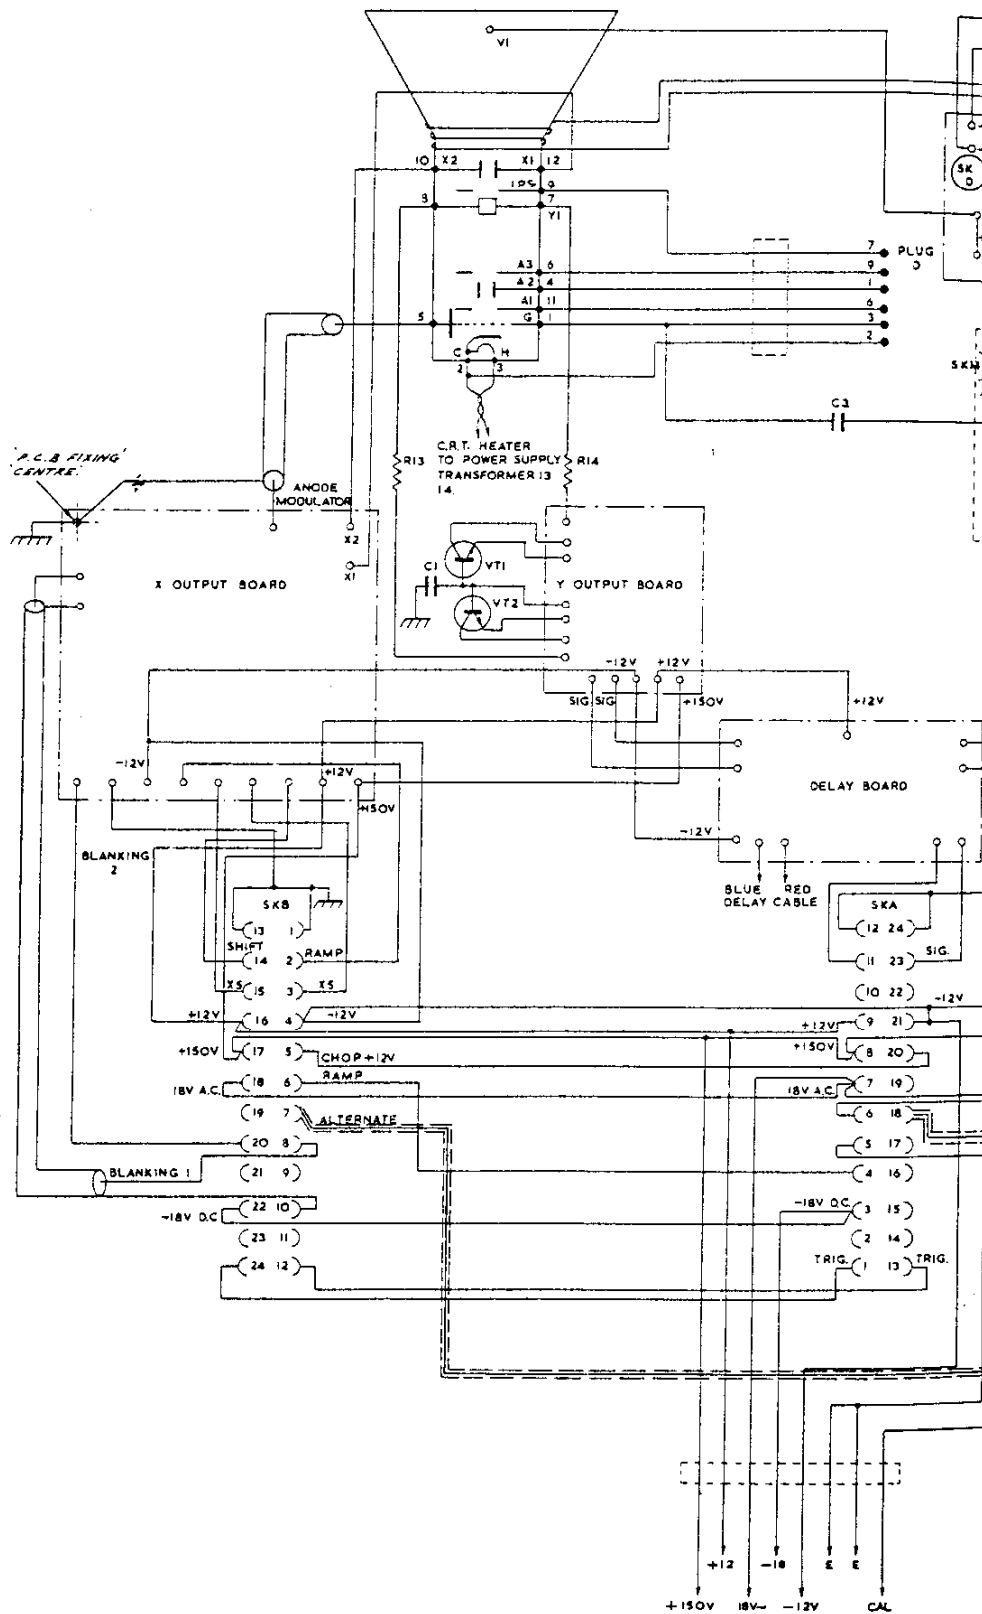 V1
10 X2 X1 12
I.P.S 9
8 7
Y1
SK
D
7 PLUG
D
9
1
6
3
2
A3 6
A2 4
A1 11
5 G 1
C H
2 3
SKM
C3
C.R.T. HEATER
TO POWER SUPPLY
TRANSFORMER 13
14.
R13
R14
'P.C.B FIXING'
CENTRE.
ANODE
MODULATOR
X2
X1
X OUTPUT BOARD
C1
VT1
VT2
Y OUTPUT BOARD
-12V +12V
SIG SIG +150V
+12V
-12V +12V
+150V
DELAY BOARD
-12V
BLANKING
2
BLUE RED
DELAY CABLE
SKB
13 1
SHIFT
14 2 RAMP
X5 15 3 X5
+12V 16 4 -12V
+150V 17 5 CHOP +12V
18V A.C. 18 6 RAMP
19 7 ALTERNATE
20 8
BLANKING 1 21 9
22 10
-18V D.C
23 11
24 12
SKA
12 24
11 23 SIG.
10 22
+12V 9 21 -12V
+150V 8 20
18V A.C. 7 19
6 18
5 17
4 16
-18V D.C. 3 15
2 14
TRIG. 1 13 TRIG.
+12 -18 E E
+150V 18V~ -12V CAL